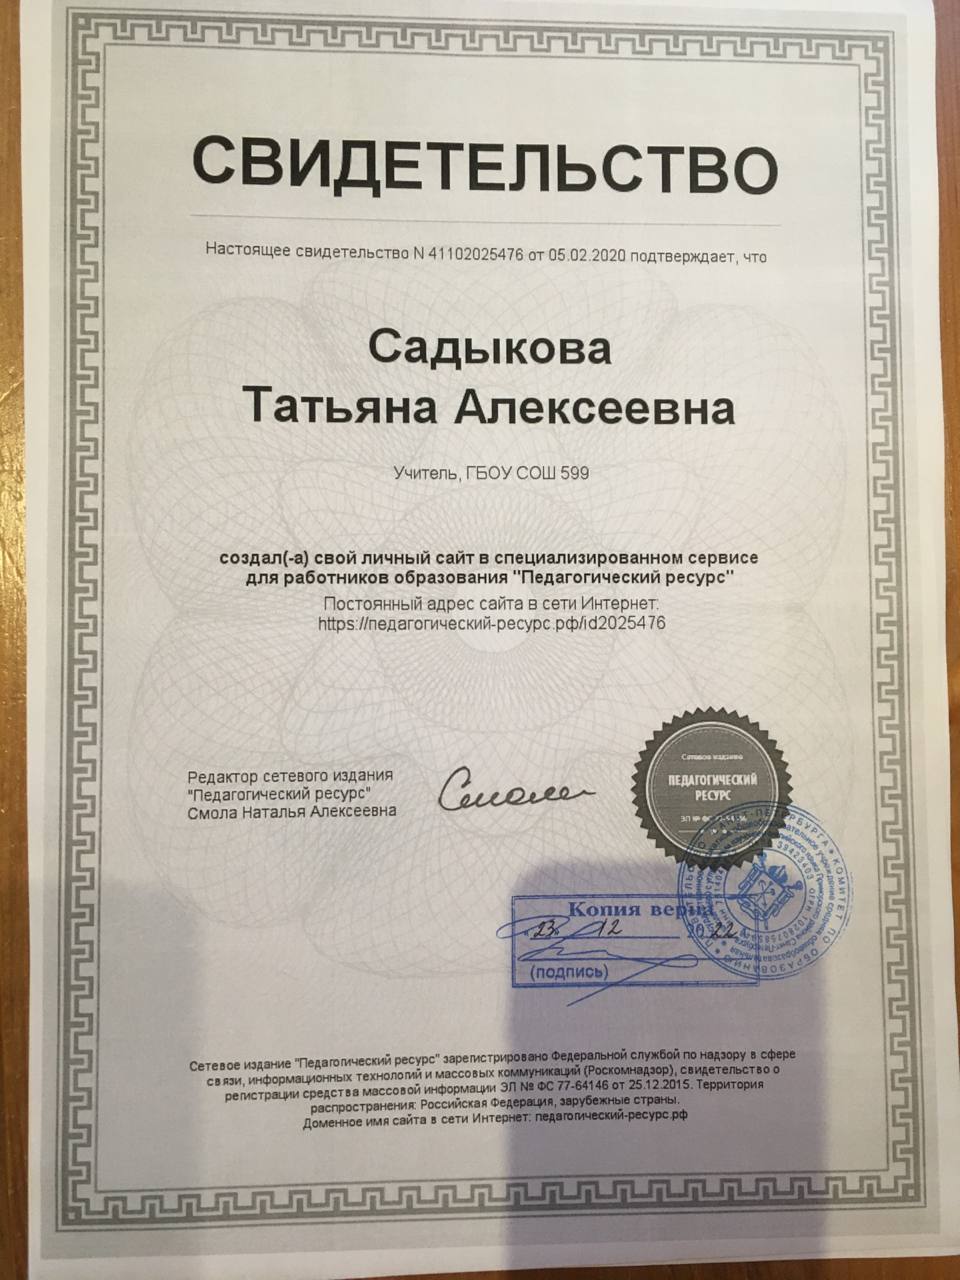 СВИДЕТЕЛЬСТВО
Настоящее свидетельство N 41102025476 от 05.02.2020 подтверждает, что
Садыкова
Татьяна Алексеевна
Учитель, ГБОУ СОШ 599
создал(-а) свой личный сайт в специализированном сервисе
для работников образования "Педагогический ресурс"
Постоянный адрес сайта в сети Интернет:
https://педагогический-ресурс.рф/id2025476
Редактор сетевого издания
"Педагогический ресурс"
Смола Наталья Алексеевна
Сетевое издание
ПЕДАГОГИЧЕСКИЙ
РЕСУРС
Копия верна
"23" 12 2022
(подпись)
КОМИТЕТ ПО ОБРАЗОВАНИЮ
Сетевое издание "Педагогический ресурс" зарегистрировано Федеральной службой по надзору в сфере
связи, информационных технологий и массовых коммуникаций (Роскомнадзор), свидетельство о
регистрации средства массовой информации ЭЛ № ФС 77-64146 от 25.12.2015. Территория
распространения: Российская Федерация, зарубежные страны.
Доменное имя сайта в сети Интернет: педагогический-ресурс.рф